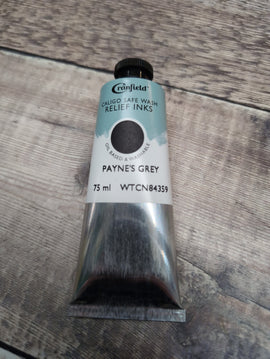 Cranfield
CALIGO SAFE WASH
RELIEF INKS
OIL BASED & WASHABLE
PAYNE'S GREY
75 ml WTCN84359